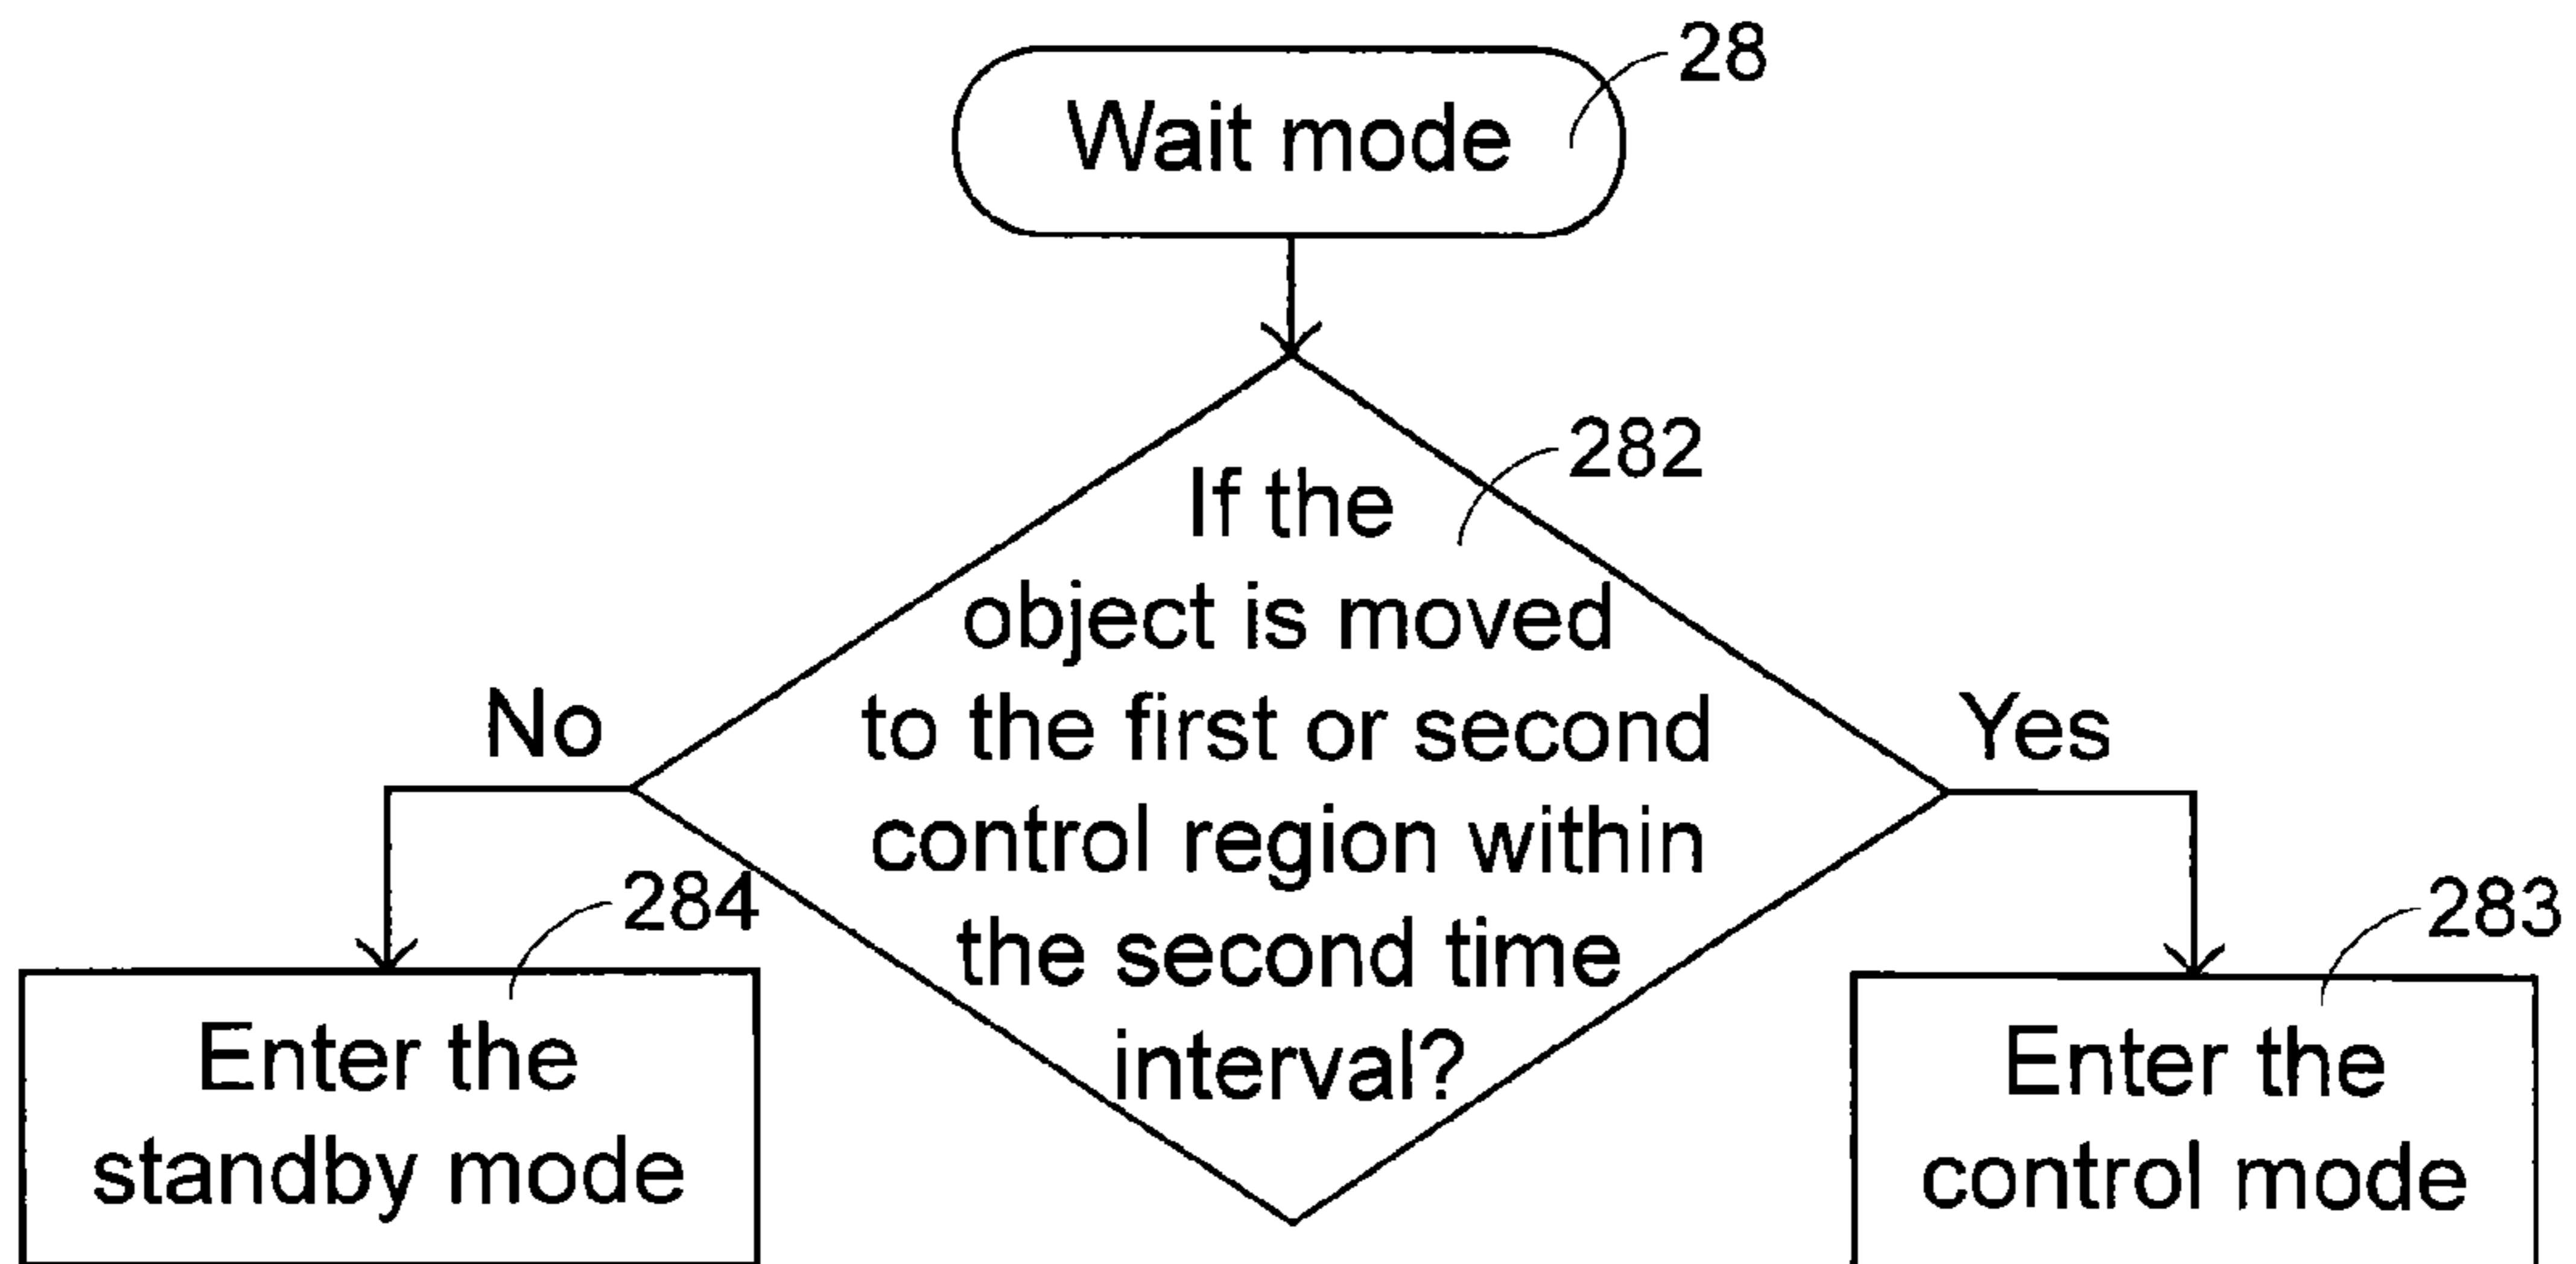 28
Wait mode
282
If the
object is moved
to the first or second
control region within
the second time
interval?
No
Yes
284
Enter the
standby mode
283
Enter the
control mode